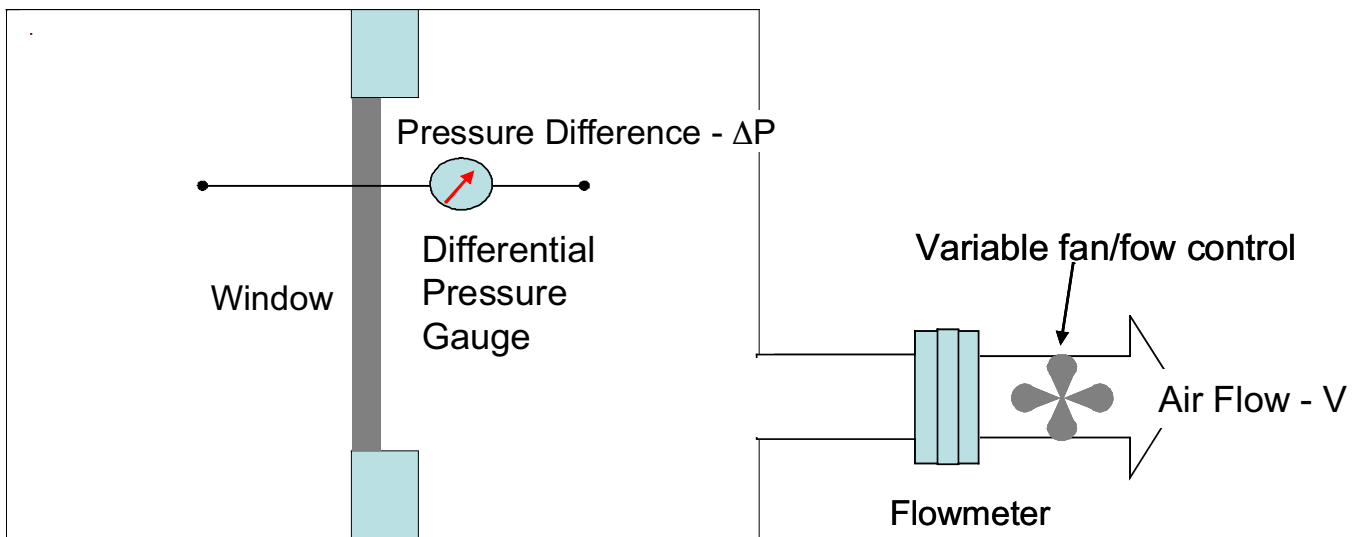 Pressure Difference - ΔP
Differential
Pressure
Gauge
Window
Variable fan/fow control
Air Flow - V
Flowmeter